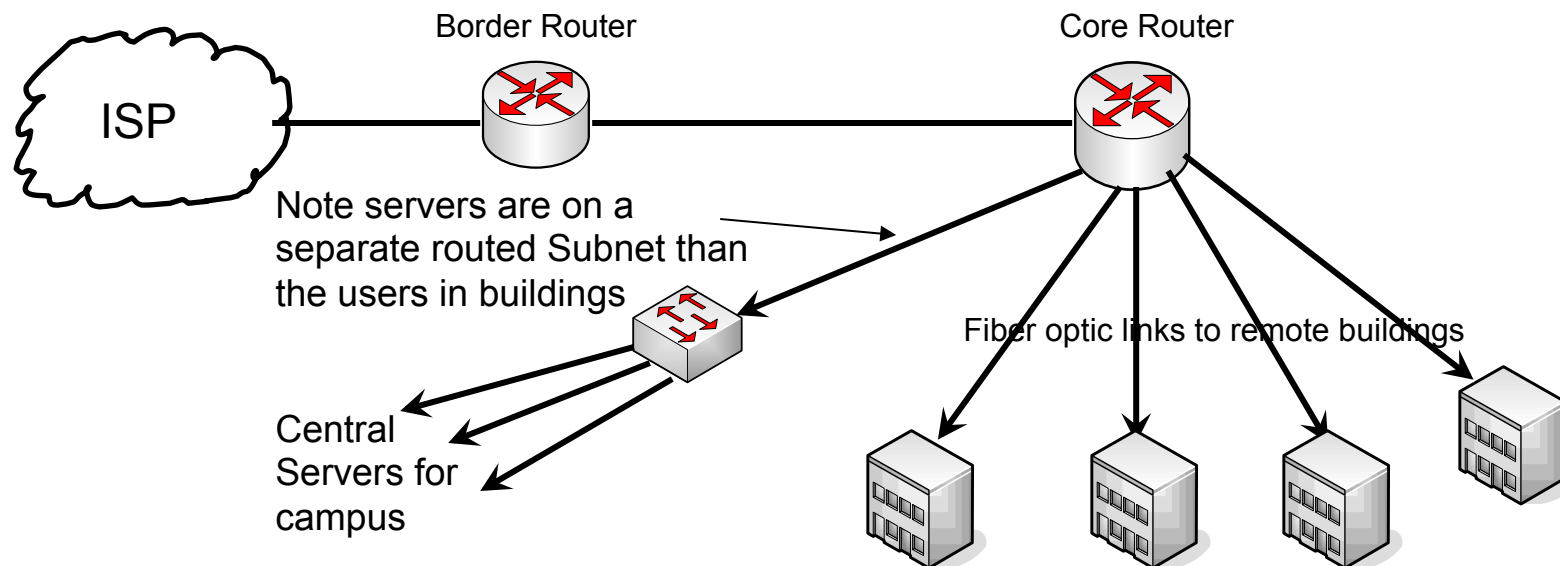 Border Router
Core Router
ISP
Note servers are on a
separate routed Subnet than
the users in buildings
Fiber optic links to remote buildings
Central
Servers for
campus